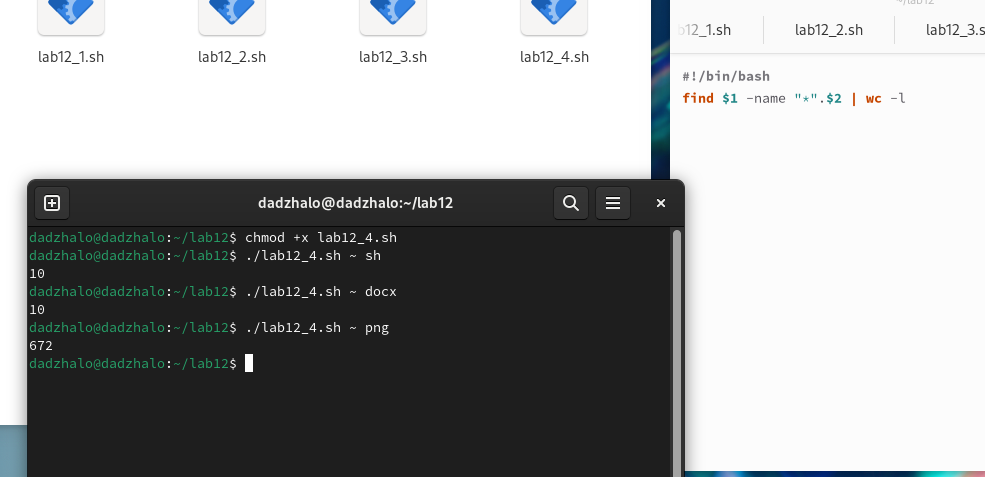 ~/lab12
lab12_1.sh lab12_2.sh lab12_3.sh lab12_4.sh
b12_1.sh lab12_2.sh lab12_3.s
#!/bin/bash
find $1 -name "*".$2 | wc -l
dadzhalo@dadzhalo:~/lab12
dadzhalo@dadzhalo:~/lab12$ chmod +x lab12_4.sh
dadzhalo@dadzhalo:~/lab12$ ./lab12_4.sh ~ sh
10
dadzhalo@dadzhalo:~/lab12$ ./lab12_4.sh ~ docx
10
dadzhalo@dadzhalo:~/lab12$ ./lab12_4.sh ~ png
672
dadzhalo@dadzhalo:~/lab12$